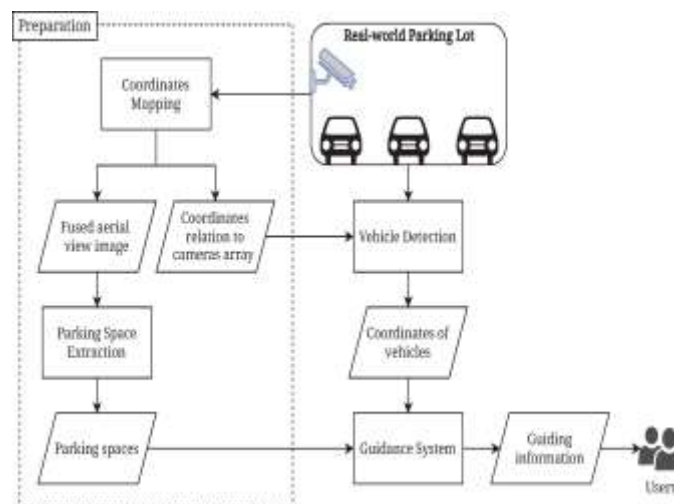 Preparation
Real-world Parking Lot
Coordinates
Mapping
Fused aerial
view image
Coordinates
relation to
cameras array
Vehicle Detection
Parking Space
Extraction
Coordinates of
vehicles
Parking spaces
Guidance System
Guiding
information
Users